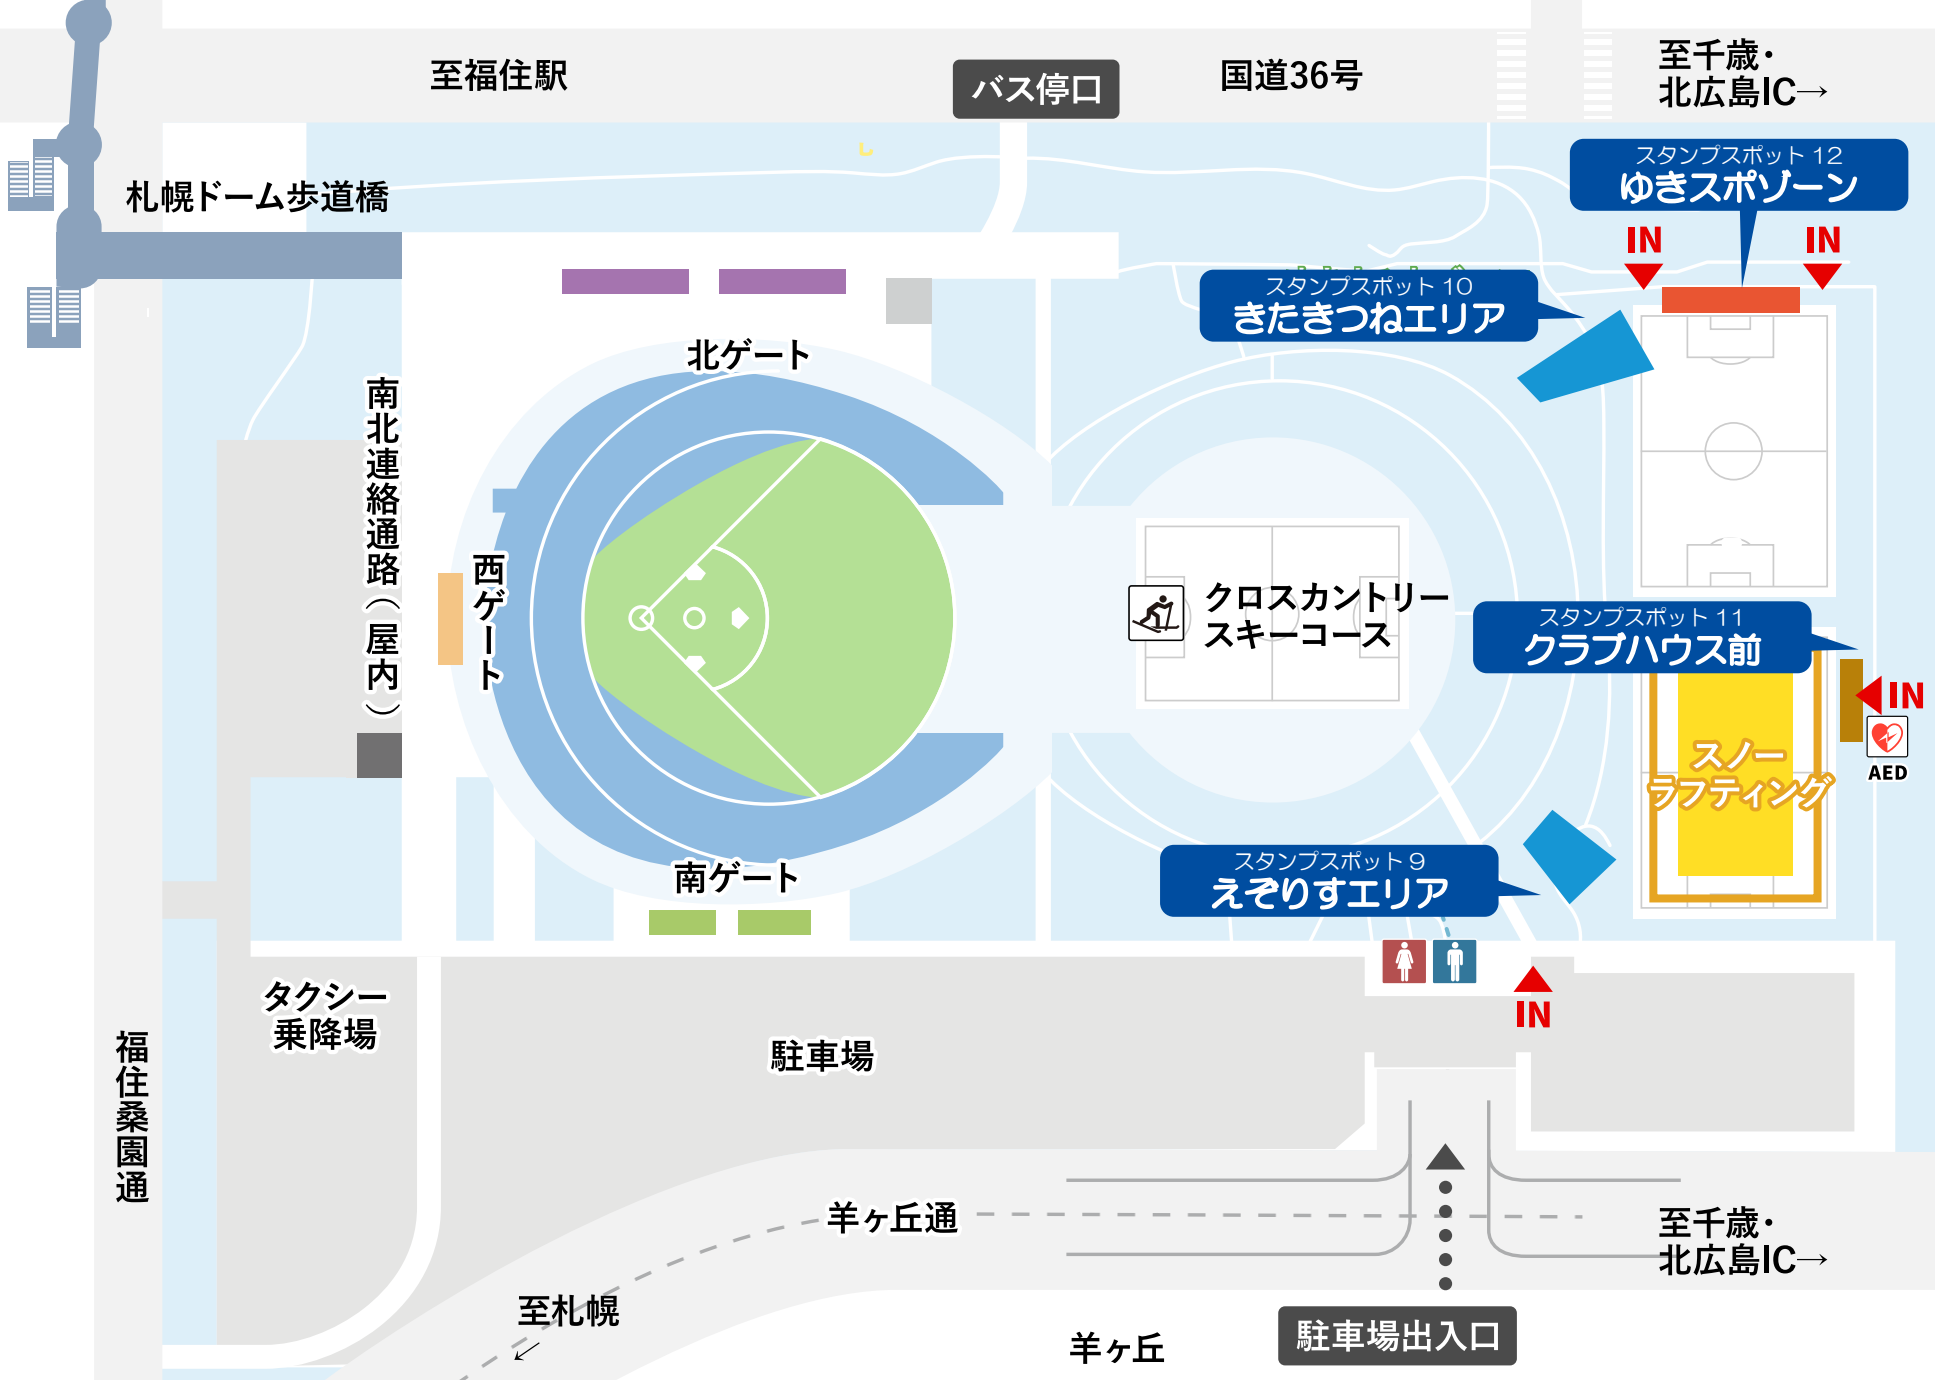 至福住駅
バス停口
国道36号
至千歳・
北広島IC→
札幌ドーム歩道橋
スタンプスポット 12
ゆきスポゾーン
IN
IN
スタンプスポット 10
きたきつねエリア
北ゲート
南北連絡通路（屋内）
西ゲート
クロスカントリー
スキーコース
スタンプスポット 11
クラブハウス前
IN
AED
スノー
ラフティング
南ゲート
スタンプスポット 9
えぞりすエリア
IN
タクシー
乗降場
駐車場
福住桑園通
羊ヶ丘通
至千歳・
北広島IC→
至札幌
↙
羊ヶ丘
駐車場出入口